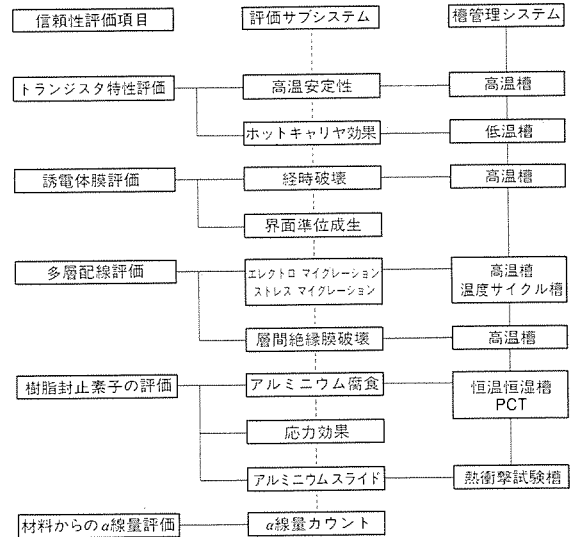 信頼性評価項目 評価サブシステム 槽管理システム
トランジスタ特性評価 高温安定性 高温槽
ホットキャリヤ効果 低温槽
誘電体膜評価 経時破壊 高温槽
界面準位成生
多層配線評価 エレクトロ マイグレーション 高温槽
ストレス マイグレーション 温度サイクル槽
層間絶縁膜破壊 高温槽
樹脂封止素子の評価 アルミニウム腐食 恒温恒湿槽
PCT
応力効果
アルミニウムスライド 熱衝撃試験槽
材料からのα線量評価 α線量カウント